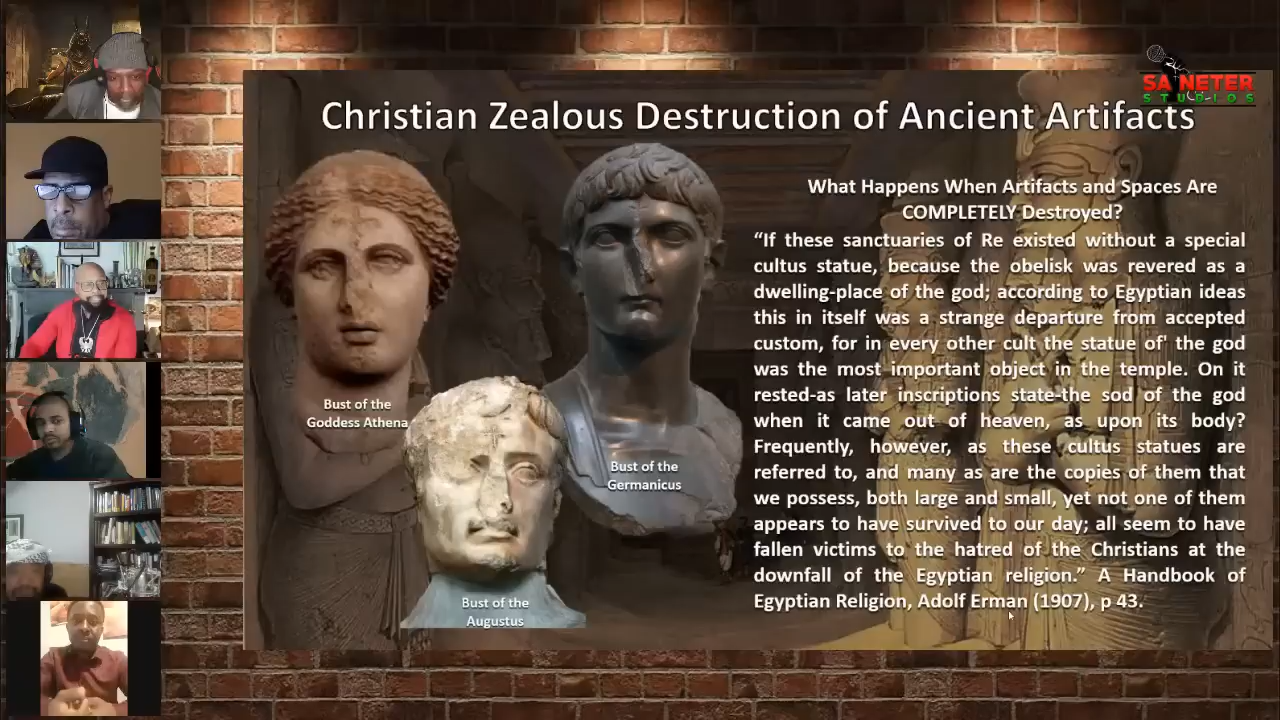 SANETER
STUDIOS
Christian Zealous Destruction of Ancient Artifacts
What Happens When Artifacts and Spaces Are
COMPLETELY Destroyed?
“If these sanctuaries of Re existed without a special
cultus statue, because the obelisk was revered as a
dwelling-place of the god; according to Egyptian ideas
this in itself was a strange departure from accepted
custom, for in every other cult the statue of' the god
was the most important object in the temple. On it
rested-as later inscriptions state-the sod of the god
when it came out of heaven, as upon its body?
Frequently, however, as these cultus statues are
referred to, and many as are the copies of them that
we possess, both large and small, yet not one of them
appears to have survived to our day; all seem to have
fallen victims to the hatred of the Christians at the
downfall of the Egyptian religion.” A Handbook of
Egyptian Religion, Adolf Erman (1907), p 43.
Bust of the
Goddess Athena
Bust of the
Germanicus
Bust of the
Augustus